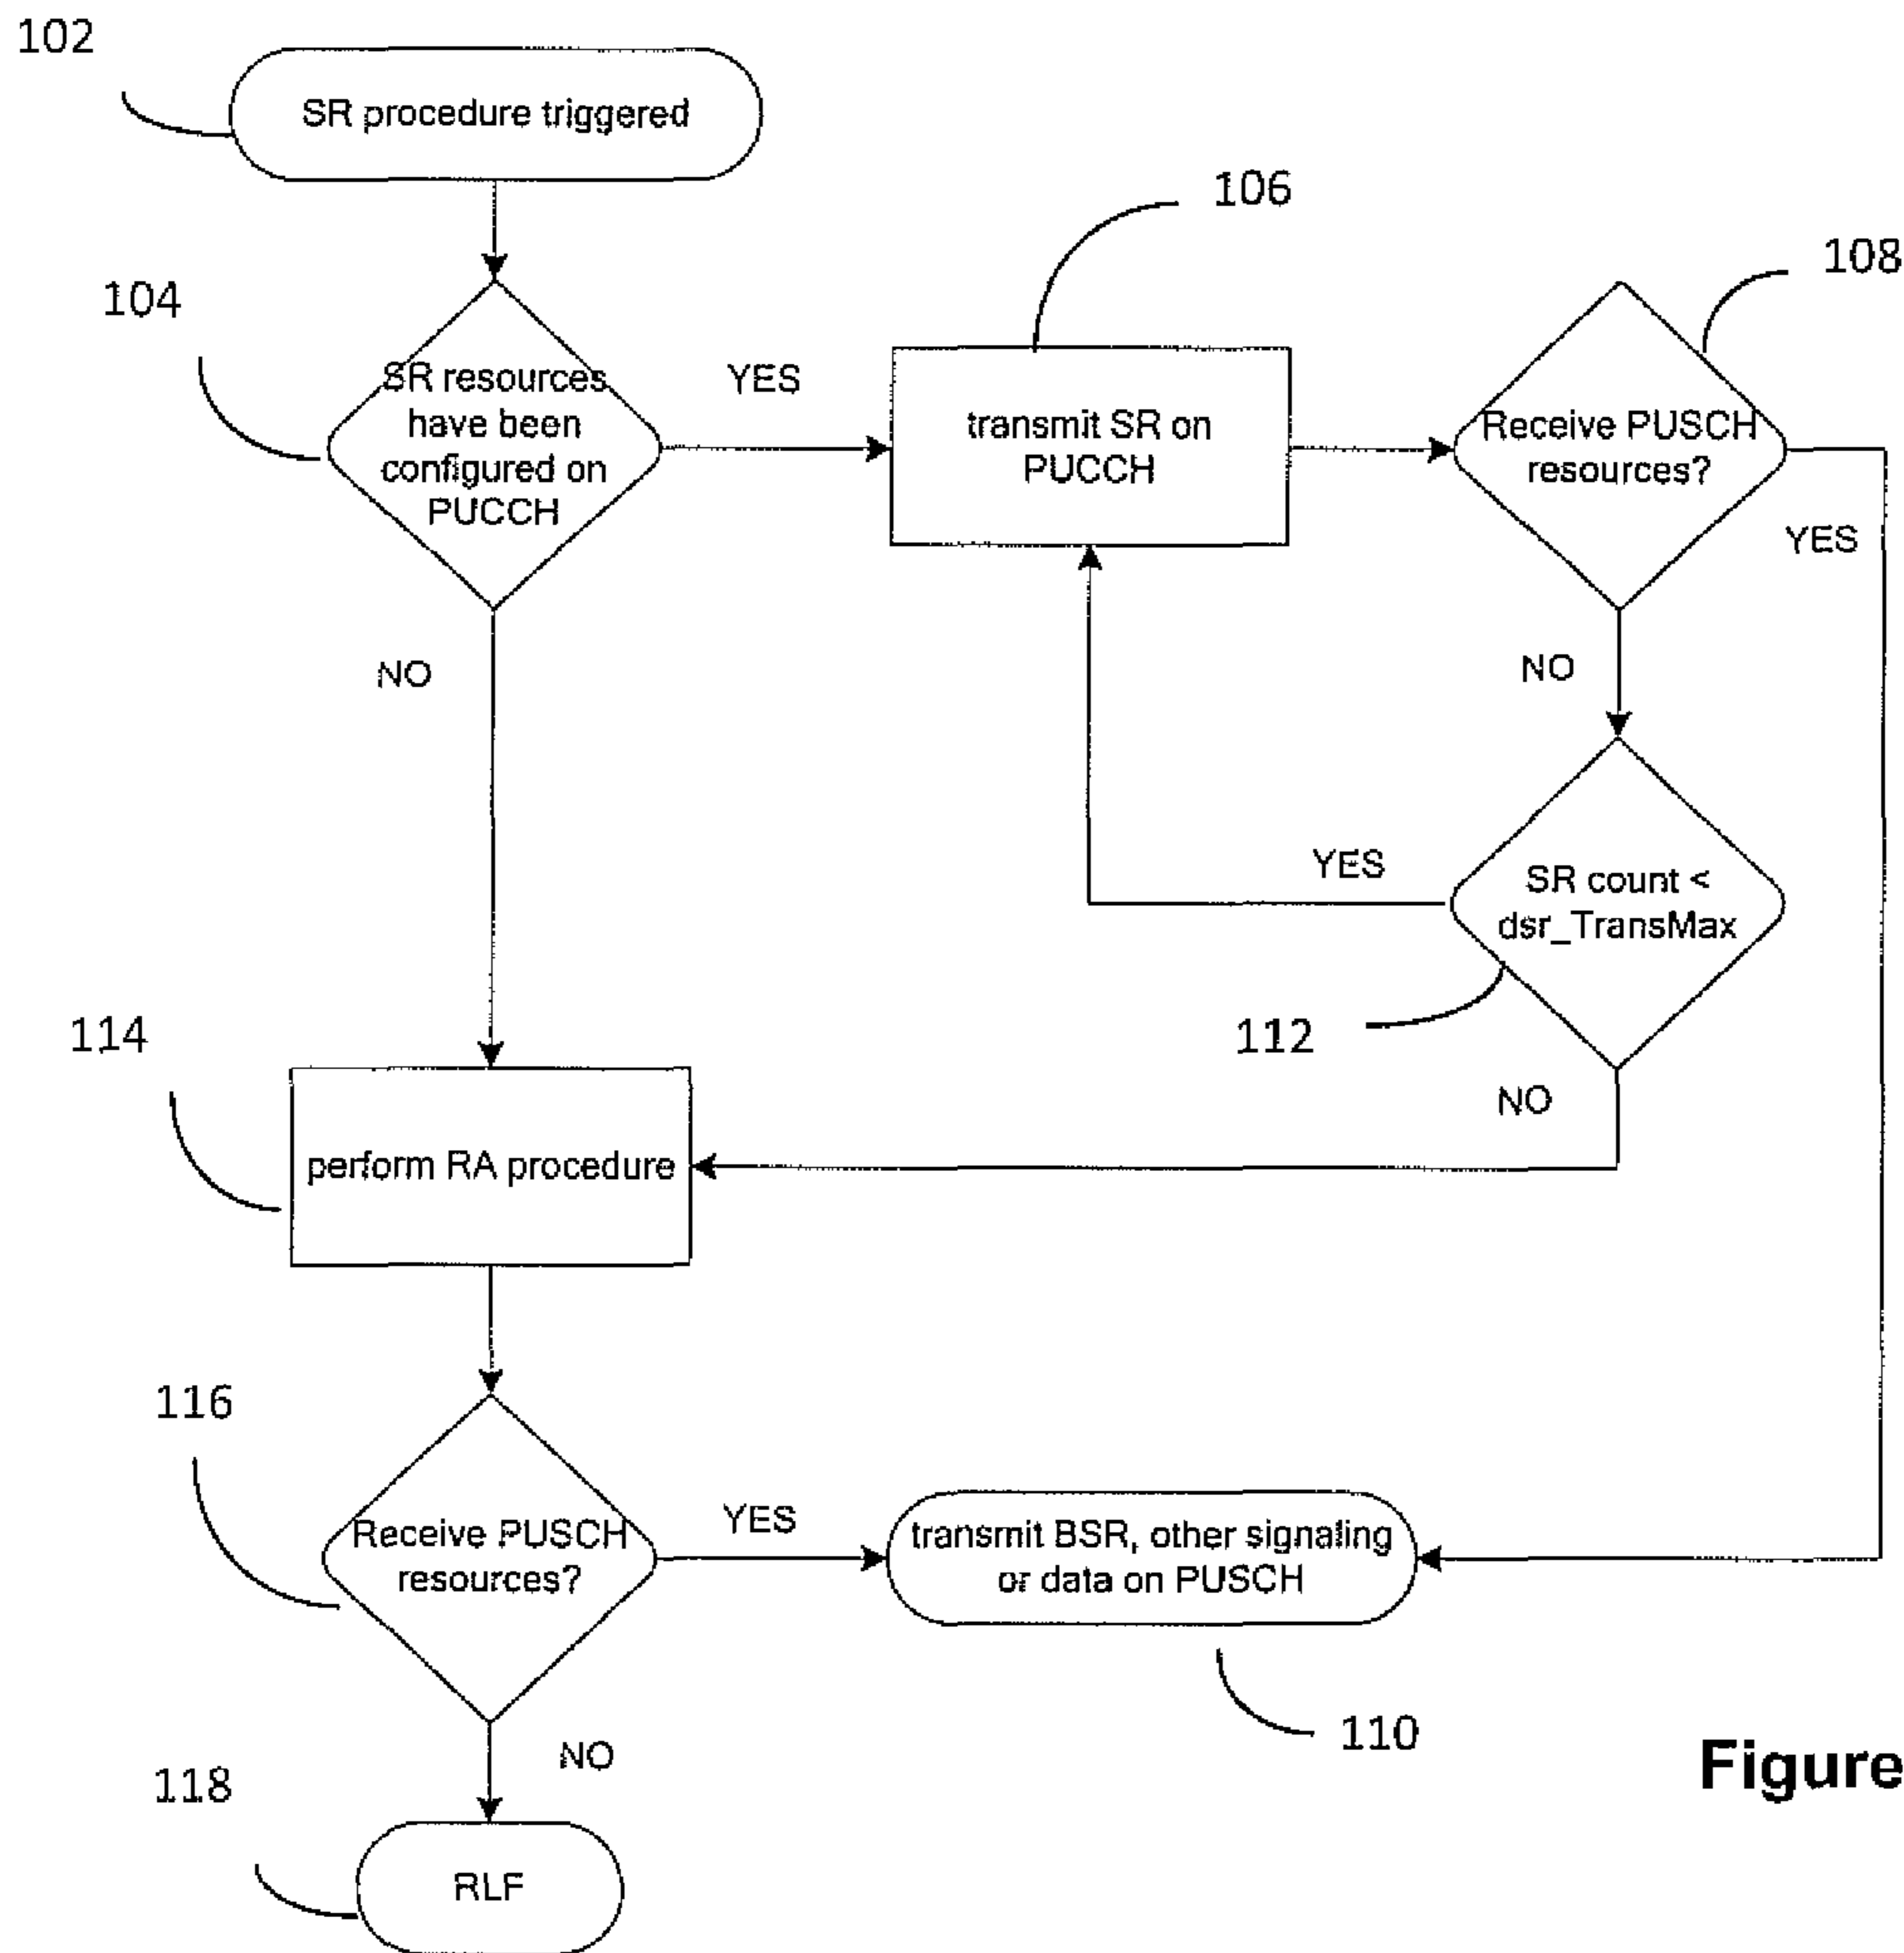 102
SR procedure triggered
106
108
104
SR resources
have been
configured on
PUCCH
YES
transmit SR on
PUCCH
Receive PUSCH
resources?
YES
NO
NO
YES
SR count <
dsr_TransMax
112
114
NO
perform RA procedure
116
Receive PUSCH
resources?
YES
transmit BSR, other signaling
or data on PUSCH
110
NO
Figure
118
RLF